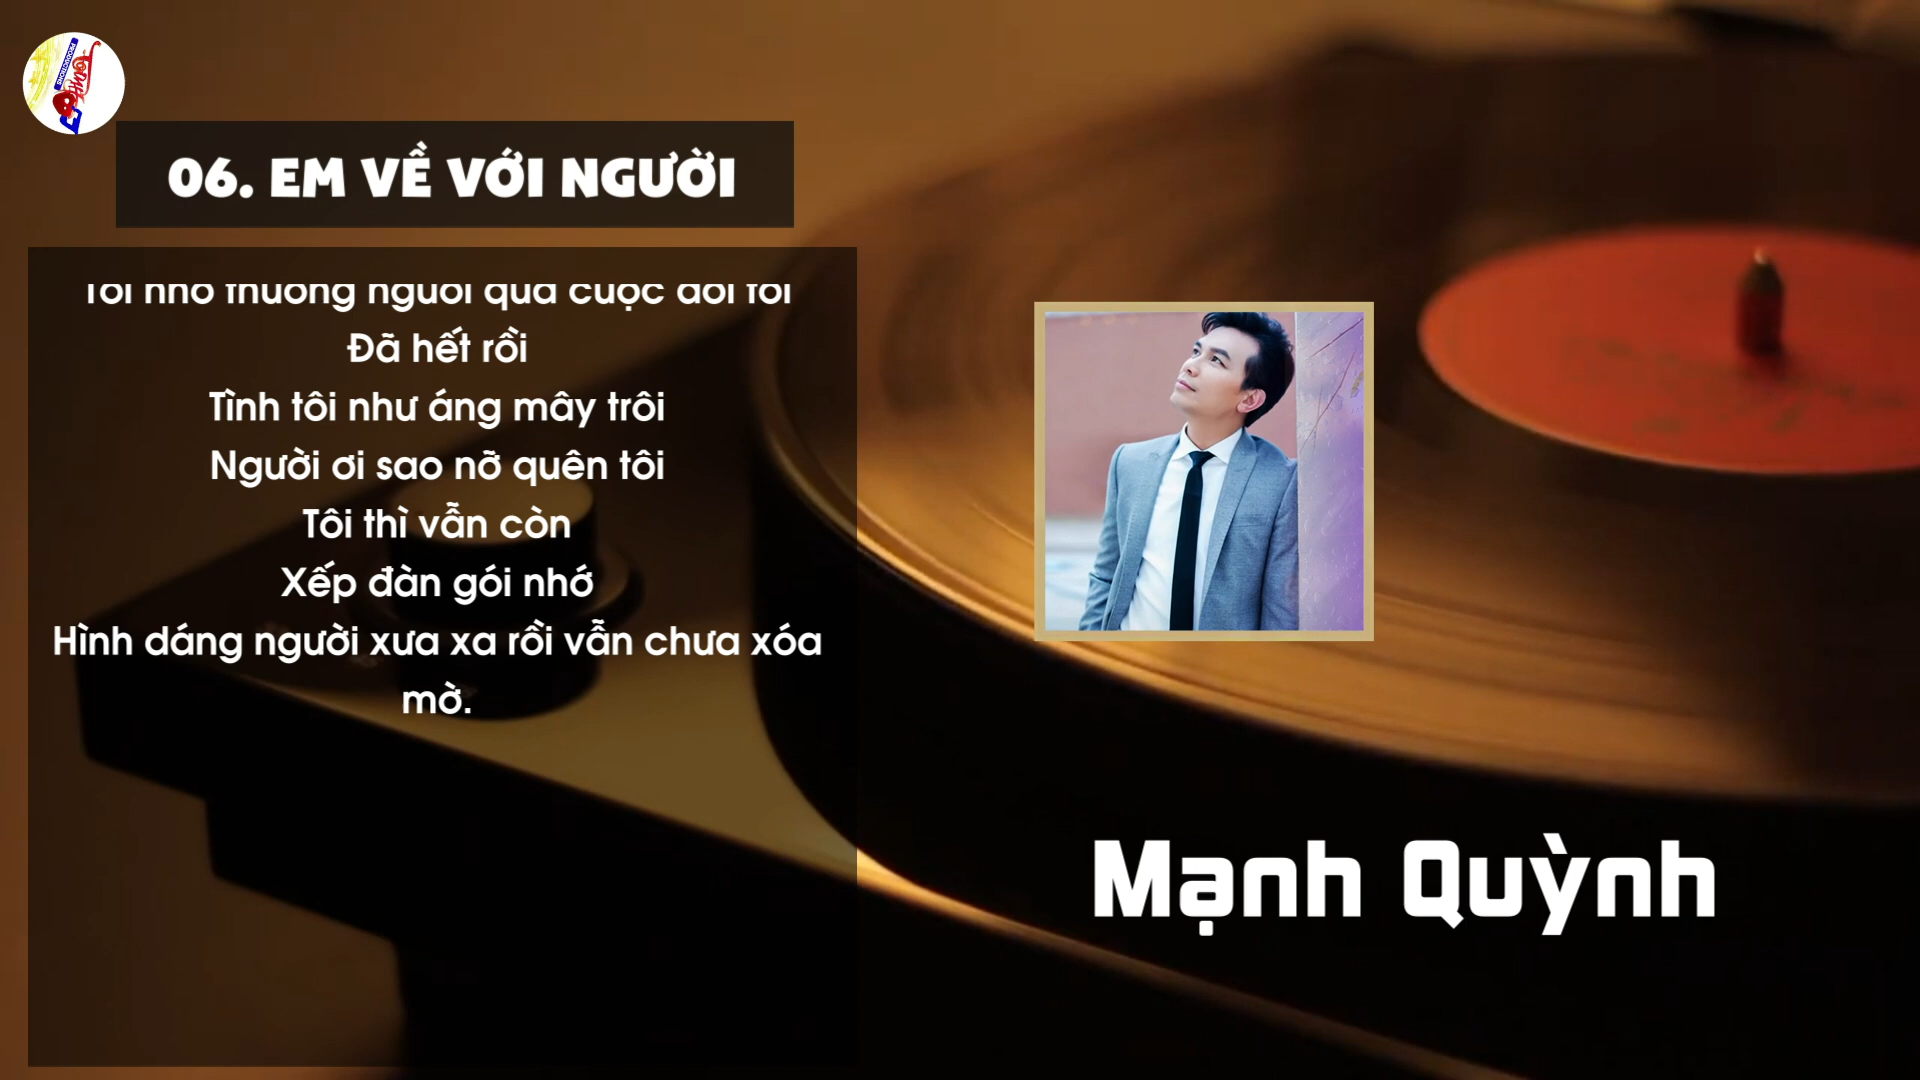 06. EM VỀ VỚI NGƯỜI
Đã hết rồi
Tình tôi như áng mây trôi
Người ơi sao nỡ quên tôi
Tôi thì vẫn còn
Xếp đàn gói nhớ
Hình dáng người xưa xa rồi vẫn chưa xóa
mờ.
Mạnh Quỳnh